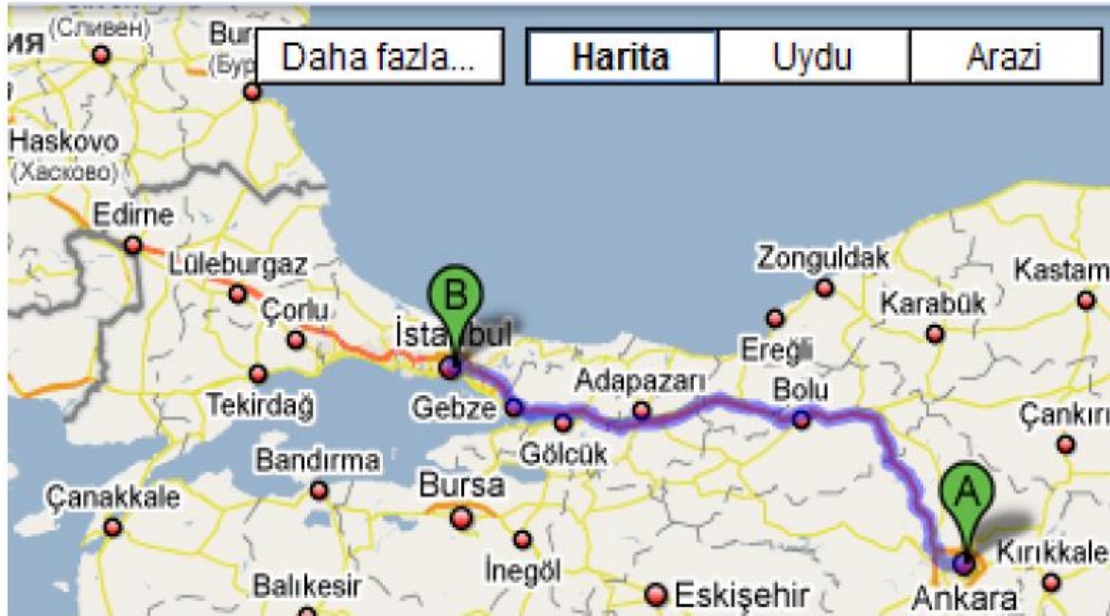 (Сливен)
Daha fazla...
Harita
Uydu
Arazi
Haskovo
(Хасково)
Edirne
Lüleburgaz
Çorlu
Tekirdağ
B
İstanbul
Gebze
Gölcük
Adapazarı
Bolu
Zonguldak
Ereğli
Karabük
Kastam
Çankırı
Bandırma
Bursa
Çanakkale
İnegöl
Balıkesir
Eskişehir
A
Ankara
Kırıkkale